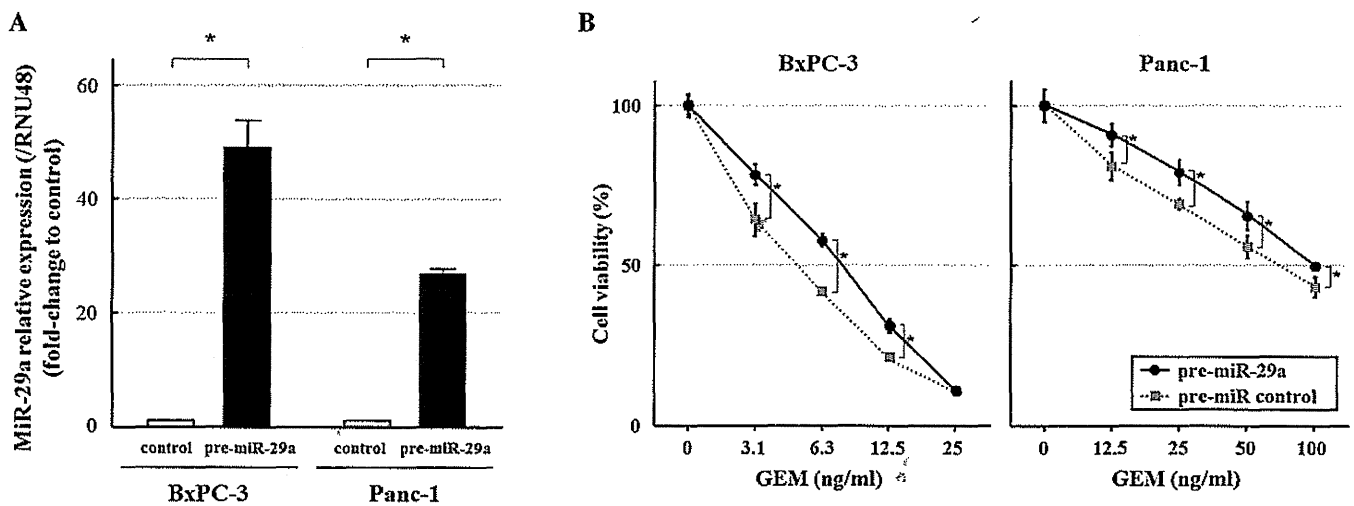 A
MiR-29a relative expression (/RNU48)
(fold-change to control)
60
40
20
0
*
*
control
pre-miR-29a
control
pre-miR-29a
BxPC-3
Panc-1
B
BxPC-3
Panc-1
Cell viability (%)
100
50
0
*
*
*
*
*
*
*
0
3.1
6.3
12.5
25
GEM (ng/ml)
0
12.5
25
50
100
GEM (ng/ml)
pre-miR-29a
pre-miR control